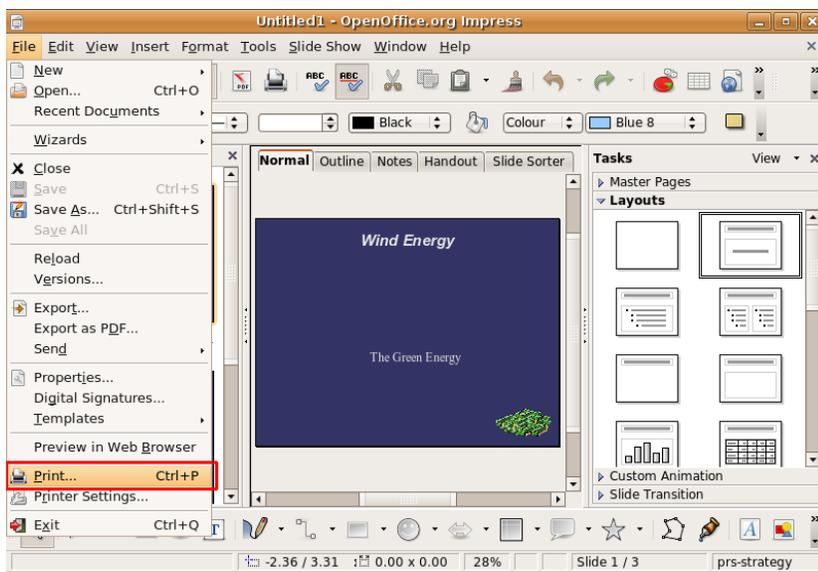 Untitled1 - OpenOffice.org Impress
File Edit View Insert Format Tools Slide Show Window Help
New
Open... Ctrl+O
Recent Documents
Wizards
Close
Save Ctrl+S
Save As... Ctrl+Shift+S
Save All
Reload
Versions...
Export...
Export as PDF...
Send
Properties...
Digital Signatures...
Templates
Preview in Web Browser
Print... Ctrl+P
Printer Settings...
Exit Ctrl+Q
PDF ABC ABC
Black Colour Blue 8
Normal Outline Notes Handout Slide Sorter
Wind Energy
The Green Energy
Tasks View
Master Pages
Layouts
Custom Animation
Slide Transition
T A
-2.36 / 3.31 0.00 x 0.00 28% Slide 1 / 3 prs-strategy